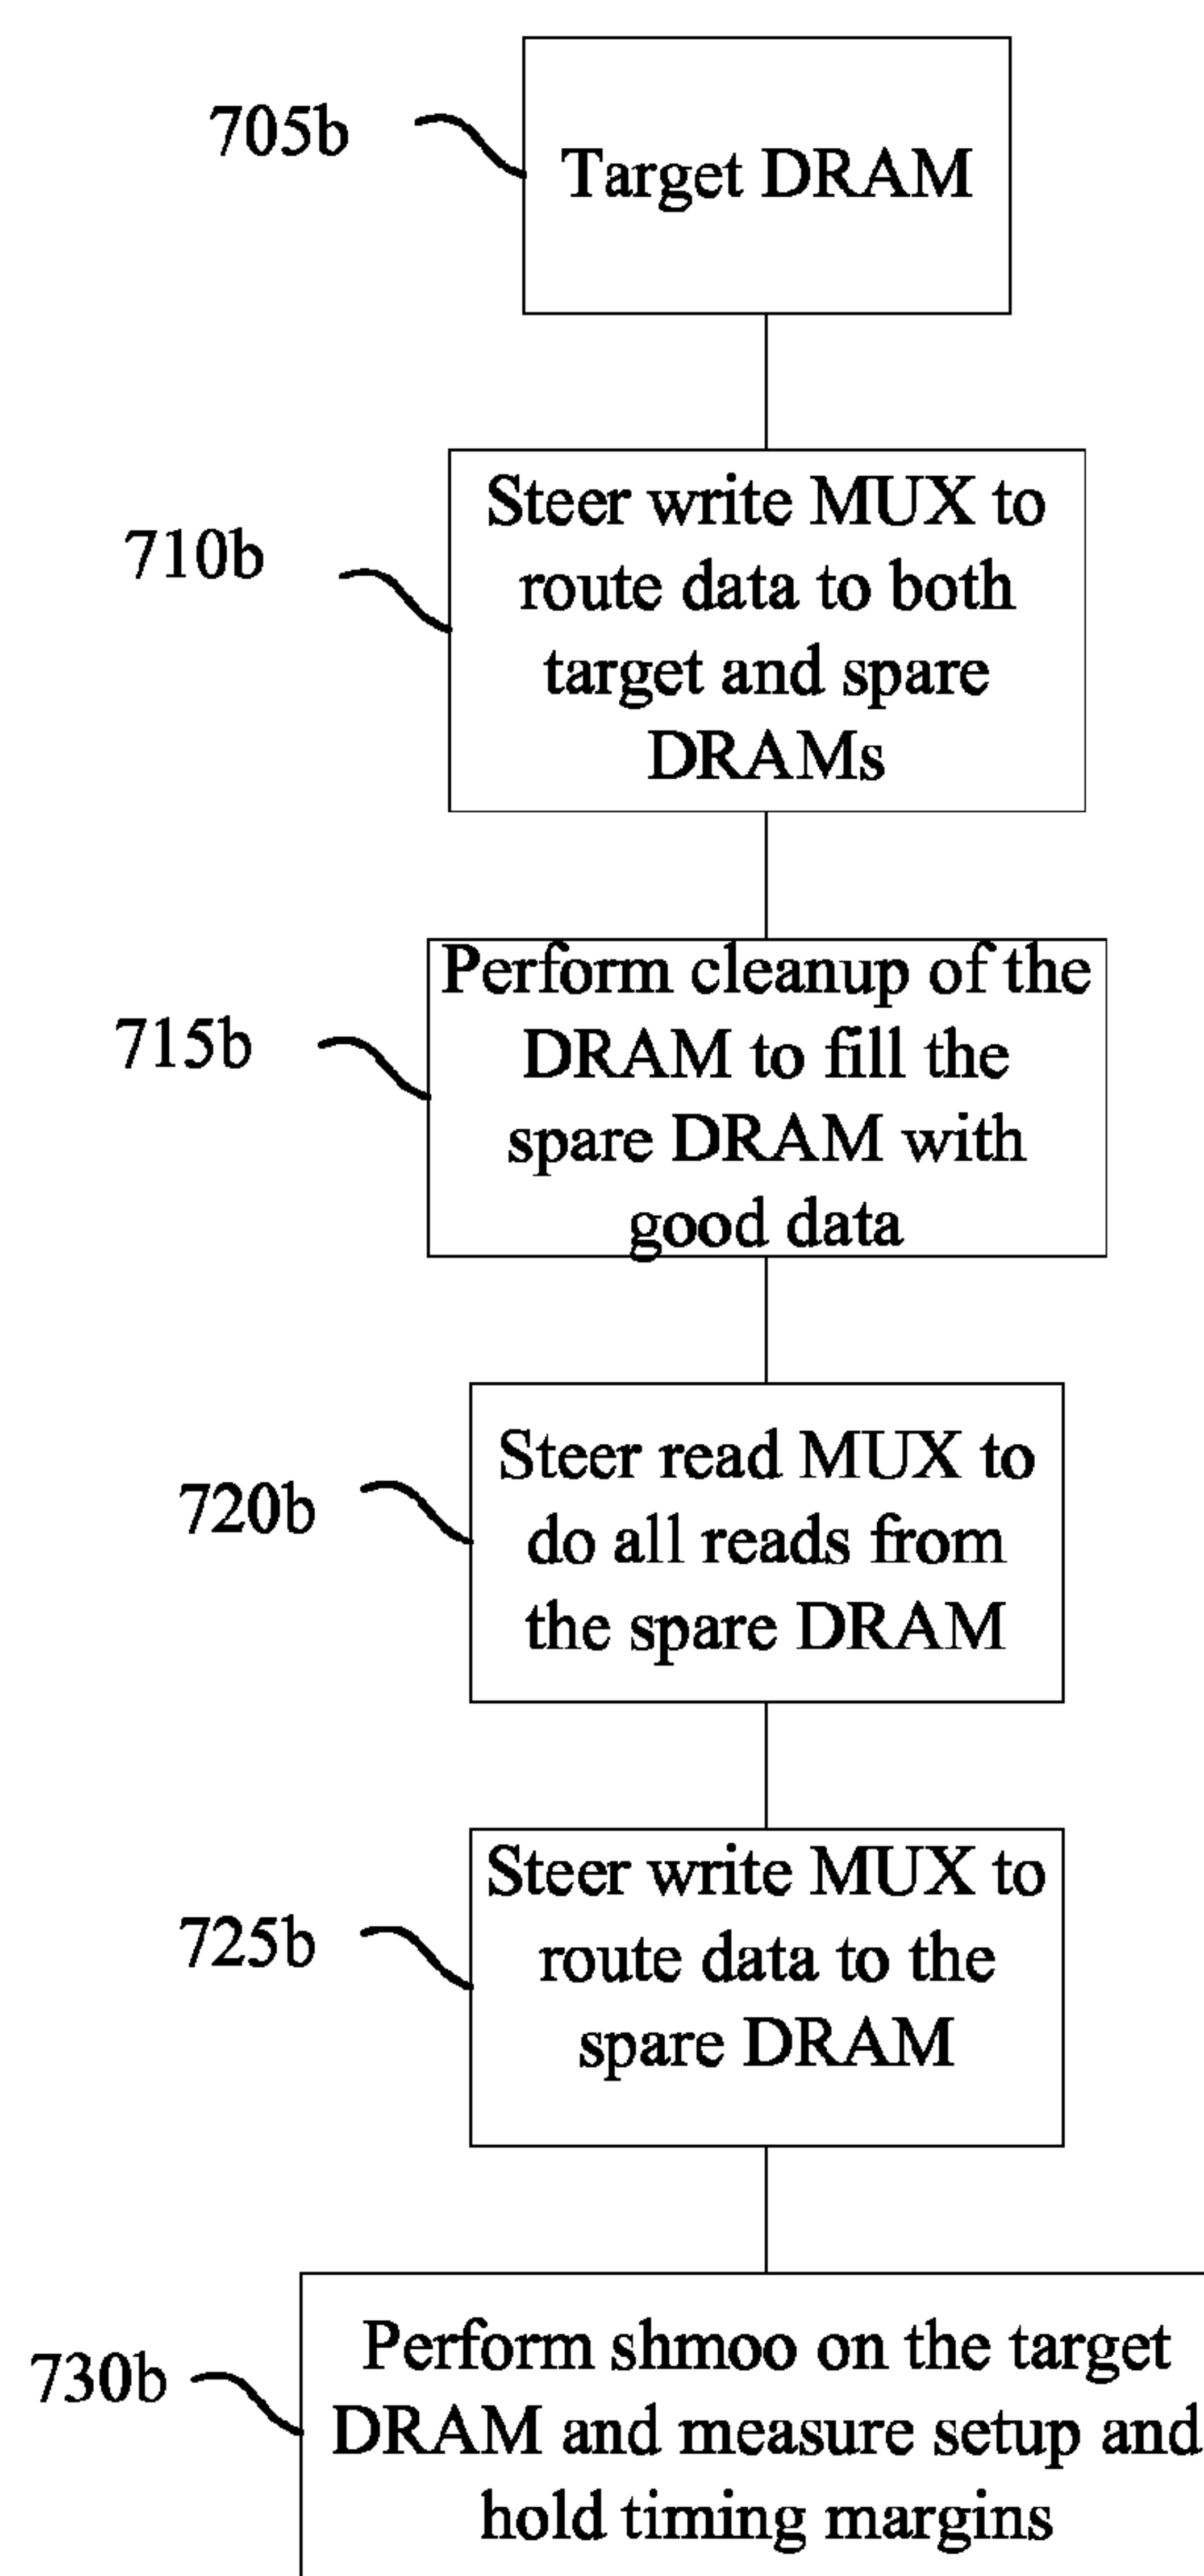 705b
Target DRAM
710b
Steer write MUX to
route data to both
target and spare
DRAMs
715b
Perform cleanup of the
DRAM to fill the
spare DRAM with
good data
720b
Steer read MUX to
do all reads from
the spare DRAM
725b
Steer write MUX to
route data to the
spare DRAM
730b
Perform shmoo on the target
DRAM and measure setup and
hold timing margins